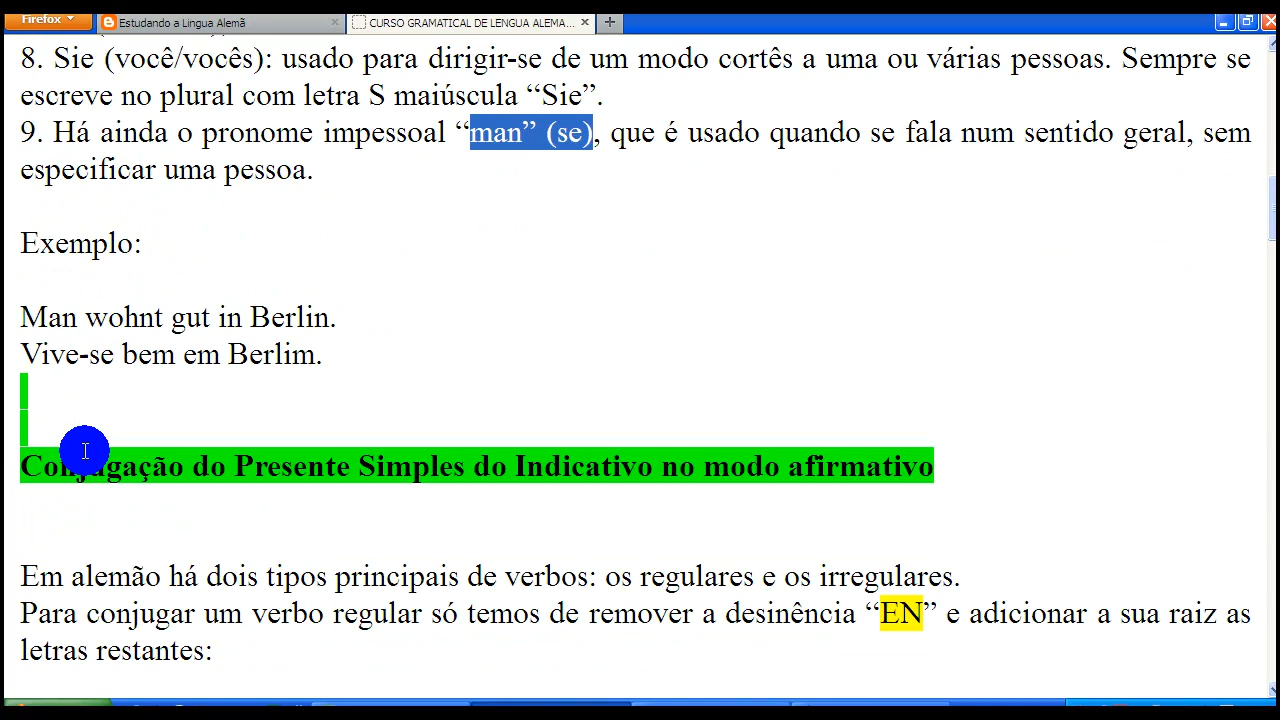 Firefox
Estudando a Lingua Alemã
CURSO GRAMATICAL DE LENGUA ALEMA...
8. Sie (você/vocês): usado para dirigir-se de um modo cortês a uma ou várias pessoas. Sempre se
escreve no plural com letra S maiúscula “Sie”.
9. Há ainda o pronome impessoal “man” (se), que é usado quando se fala num sentido geral, sem
especificar uma pessoa.
Exemplo:
Man wohnt gut in Berlin.
Vive-se bem em Berlim.
Conjugação do Presente Simples do Indicativo no modo afirmativo
Em alemão há dois tipos principais de verbos: os regulares e os irregulares.
Para conjugar um verbo regular só temos de remover a desinência “EN” e adicionar a sua raiz as
letras restantes: